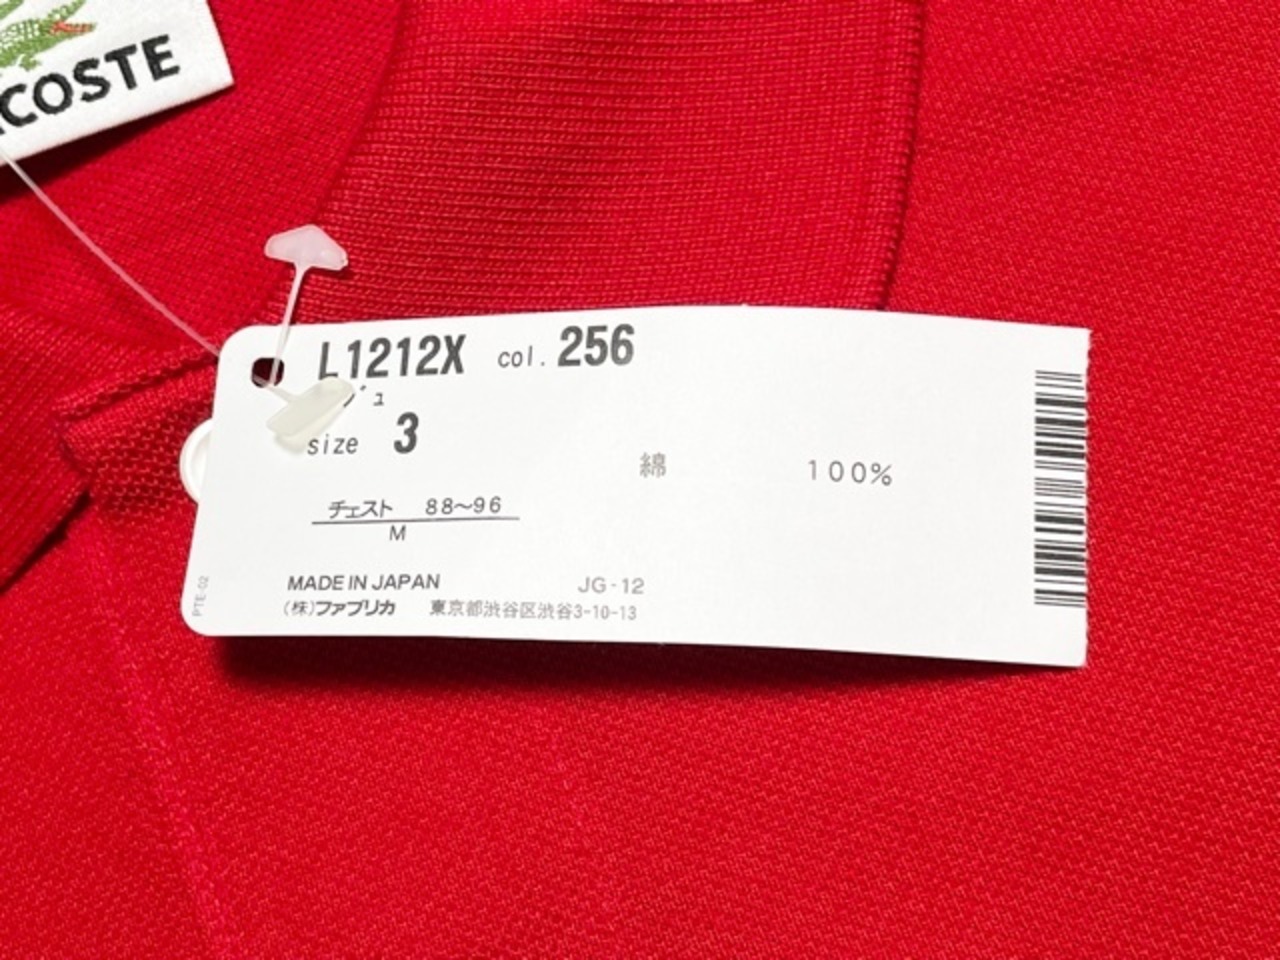 COSTE
L1212X col. 256
size 3
綿 100%
チェスト 88～96
M
MADE IN JAPAN JG-12
(株)ファブリカ 東京都渋谷区渋谷3-10-13
PTE-02